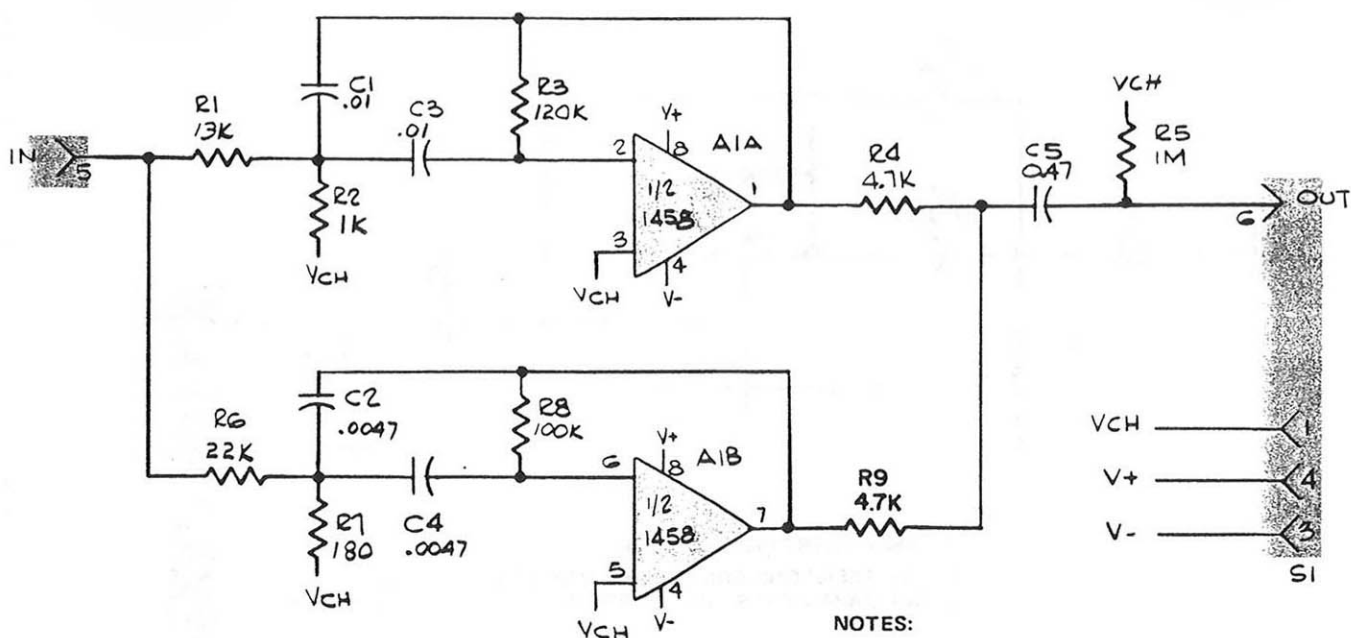 IN
5
R1
13K
C1
.01
C3
.01
R3
120K
R2
1K
VCH
2
3
VCH
V+
8
A1A
1/2
1458
1
4
V-
R4
4.7K
C5
0.47
VCH
R5
1M
6
OUT
R6
22K
C2
.0047
C4
.0047
R8
100K
R7
180
VCH
6
5
VCH
V+
8
A1B
1/2
1458
7
4
V-
R9
4.7K
VCH
1
V+
4
V-
3
S1
NOTES: